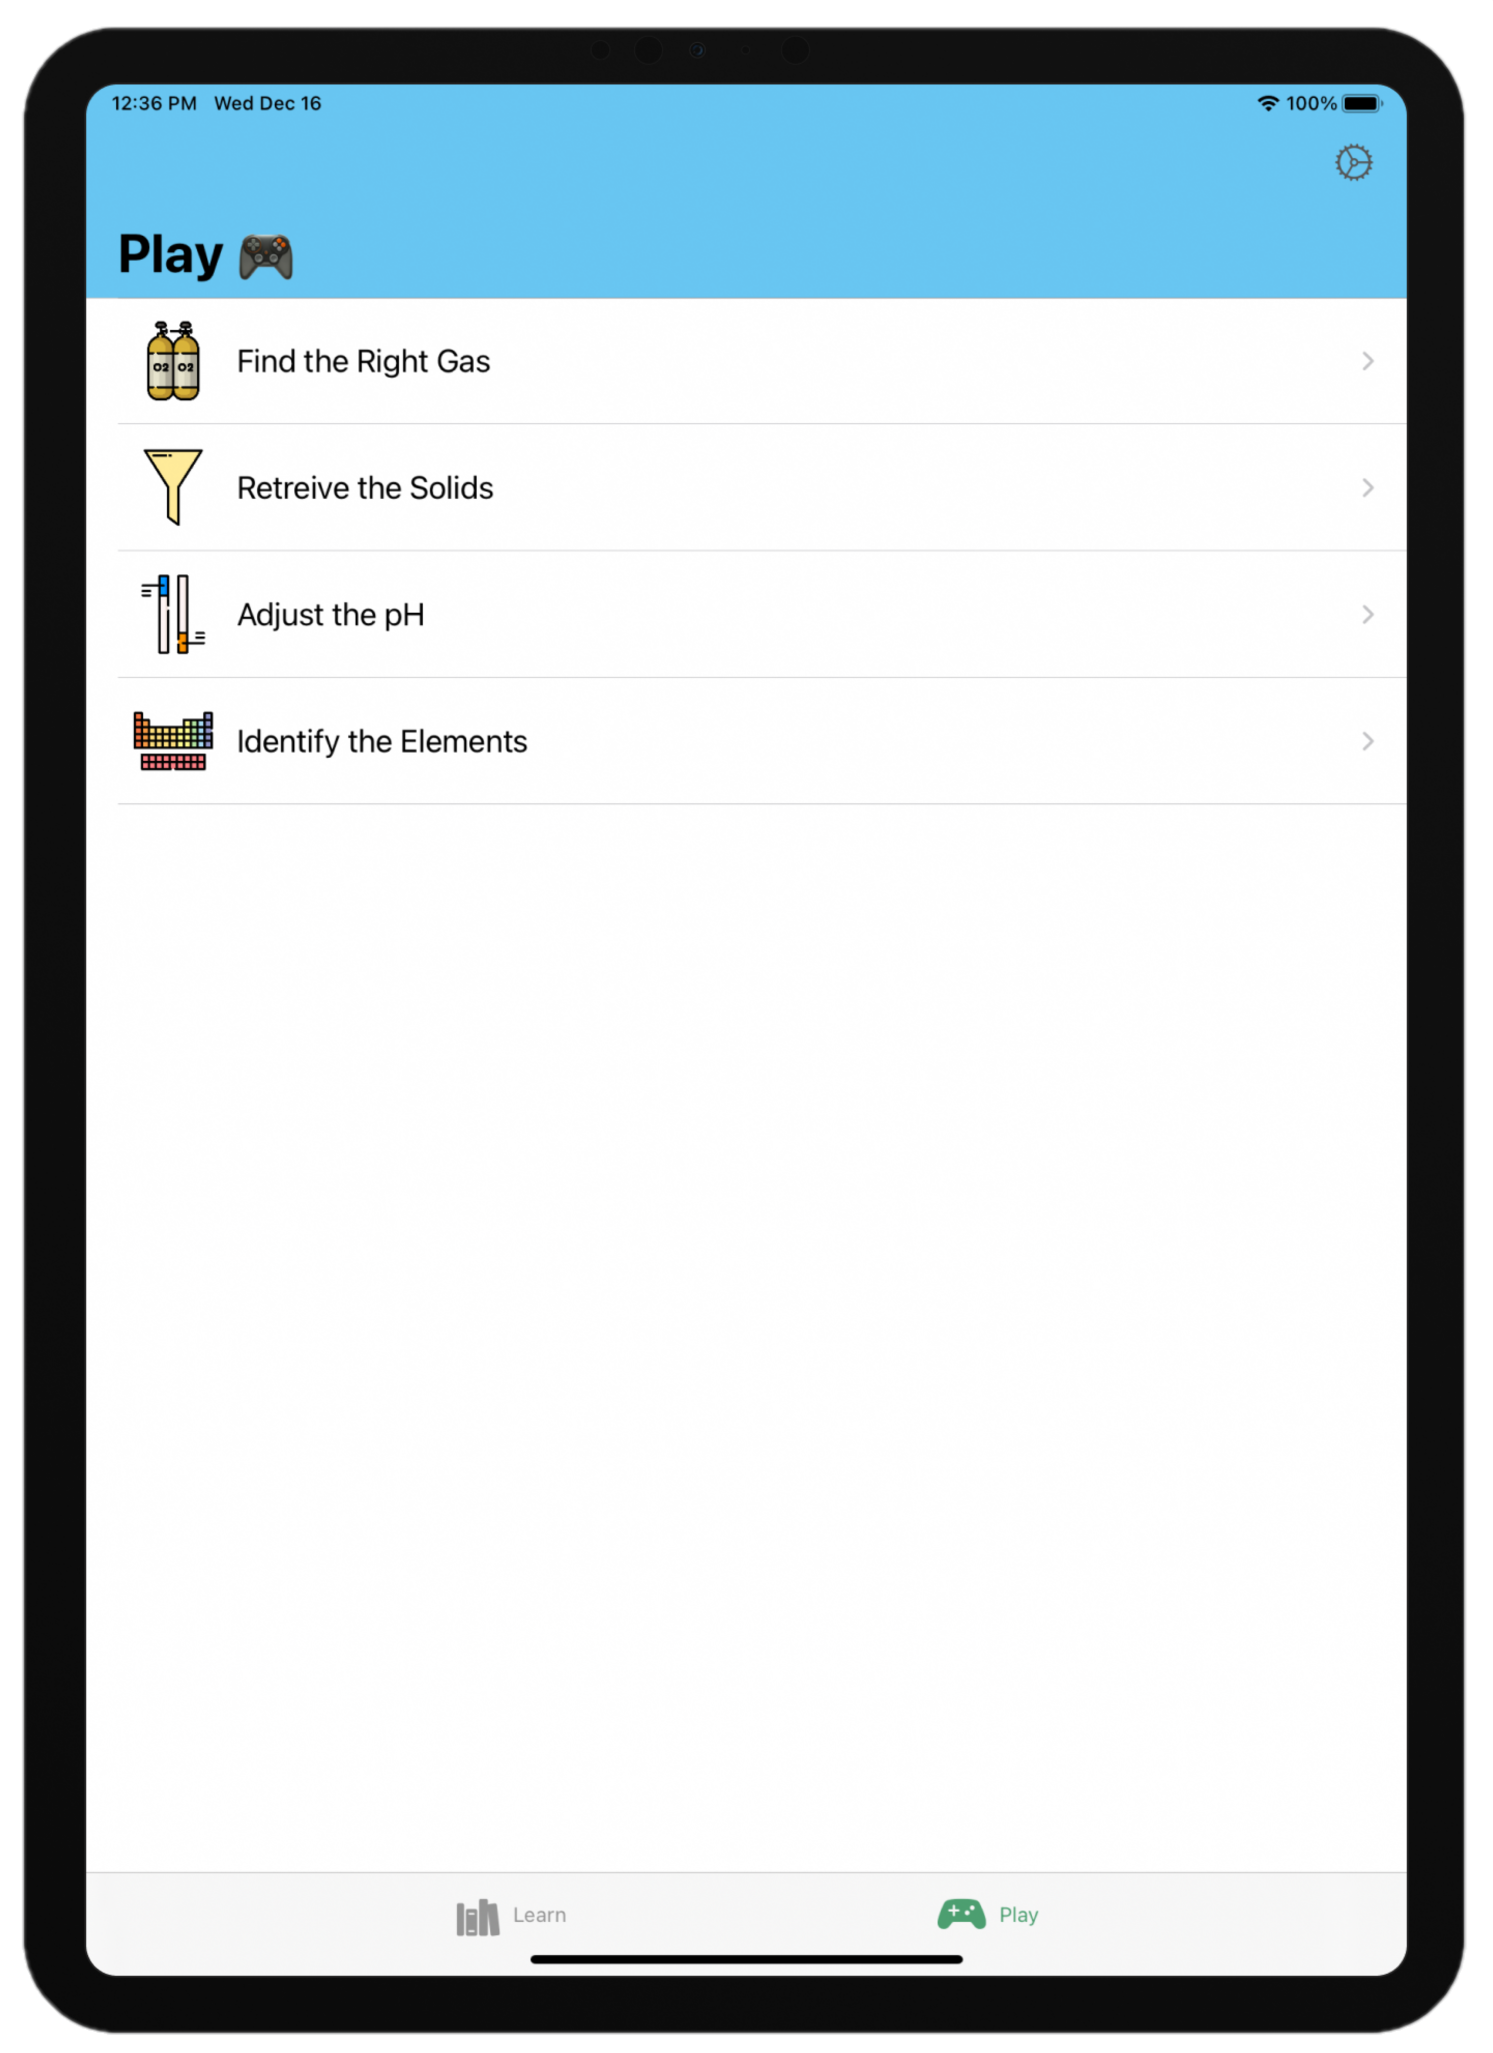 12:36 PM Wed Dec 16 100%
Play
O2 O2 Find the Right Gas
Retreive the Solids
Adjust the pH
Identify the Elements
Learn Play